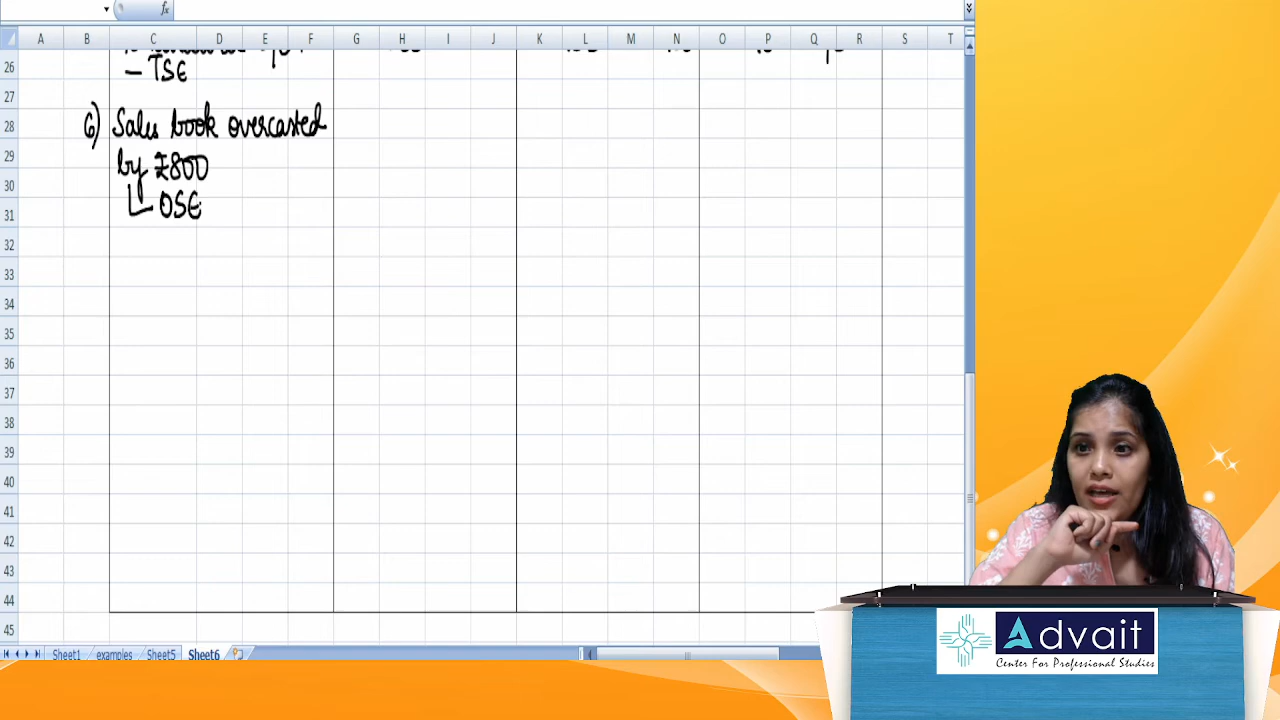 fx
A B C D E F G H I J K L M N O P Q R S T
26
– TSE
27
28
6) Sales book overcasted
29
by ₹800
30
OSE
31
32
33
34
35
36
37
38
39
40
41
42
43
44
45
Sheet1 examples Sheet5 Sheet6
Advait
Center For Professional Studies